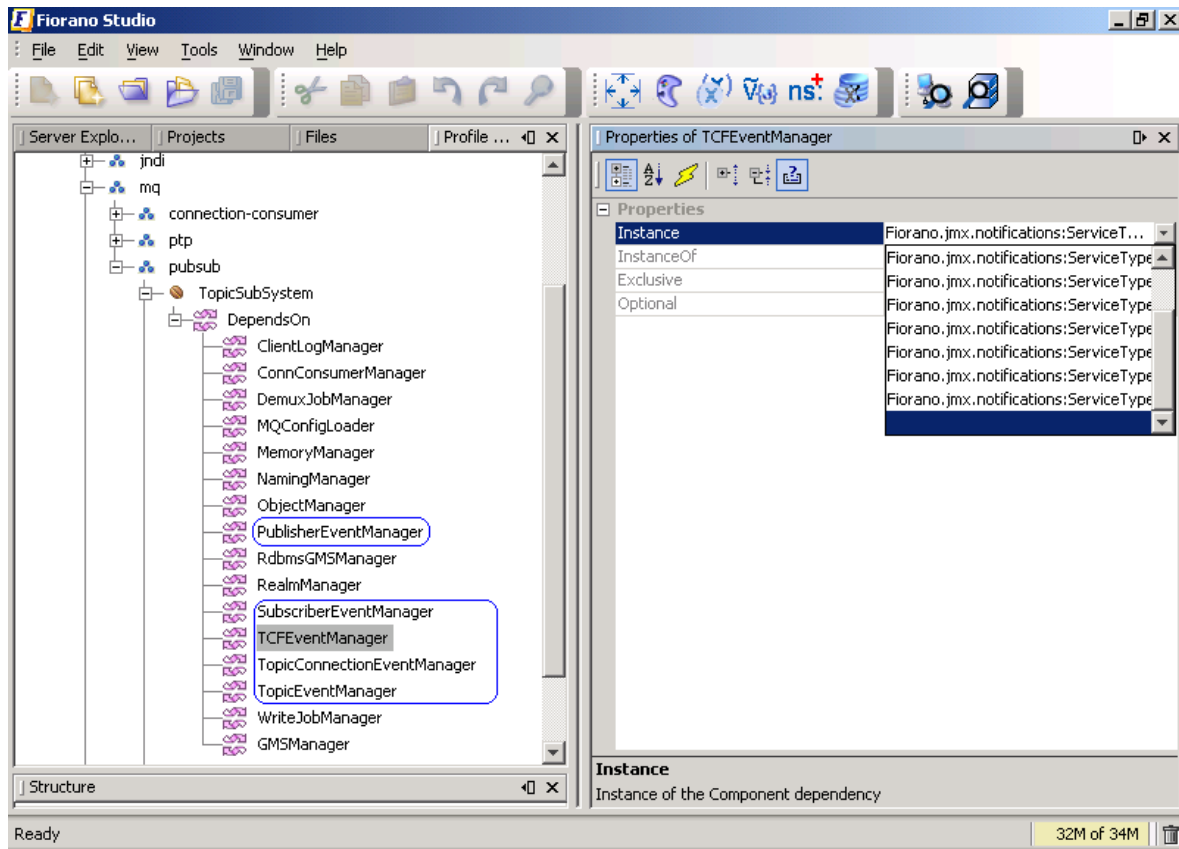 Fiorano Studio
File Edit View Tools Window Help
ns:
Server Explo... Projects Files Profile ...
jndi
mq
connection-consumer
ptp
pubsub
TopicSubSystem
DependsOn
ClientLogManager
ConnConsumerManager
DemuxJobManager
MQConfigLoader
MemoryManager
NamingManager
ObjectManager
PublisherEventManager
RdbmsGMSManager
RealmManager
SubscriberEventManager
TCFEventManager
TopicConnectionEventManager
TopicEventManager
WriteJobManager
GMSManager
Structure
Properties of TCFEventManager
Properties
Instance Fiorano.jmx.notifications:ServiceT...
InstanceOf Fiorano.jmx.notifications:ServiceType
Exclusive Fiorano.jmx.notifications:ServiceType
Optional Fiorano.jmx.notifications:ServiceType
Fiorano.jmx.notifications:ServiceType
Fiorano.jmx.notifications:ServiceType
Fiorano.jmx.notifications:ServiceType
Fiorano.jmx.notifications:ServiceType
Instance
Instance of the Component dependency
Ready 32M of 34M